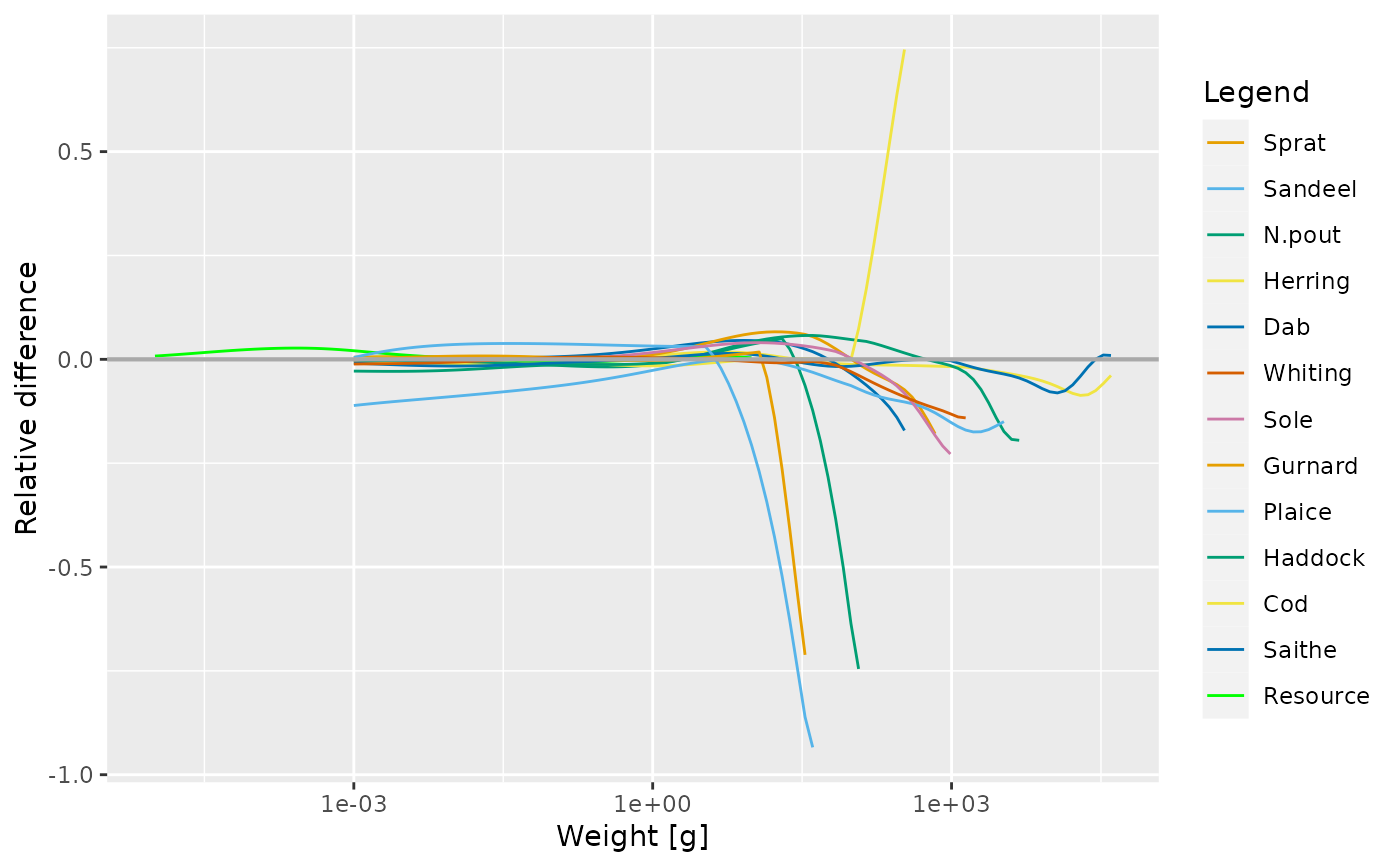 0.5
0.0
-0.5
-1.0
Relative difference
1e-03
1e+00
1e+03
Weight [g]
Legend
Sprat
Sandeel
N.pout
Herring
Dab
Whiting
Sole
Gurnard
Plaice
Haddock
Cod
Saithe
Resource